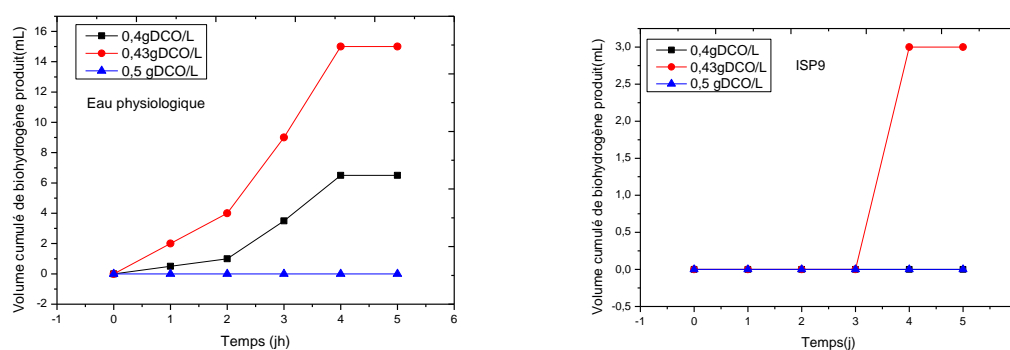 Volume cumulé de biohydrogène produit(mL)
16
14
12
10
8
6
4
2
0
-2
0,4gDCO/L
0,43gDCO/L
0,5 gDCO/L
Eau physiologique
-1 0 1 2 3 4 5 6
Temps (jh)
Volume cumulé de biohydrogène produit(mL)
3,0
2,5
2,0
1,5
1,0
0,5
0,0
-0,5
0,4gDCO/L
0,43gDCO/L
0,5 gDCO/L
ISP9
-1 0 1 2 3 4 5
Temps(j)